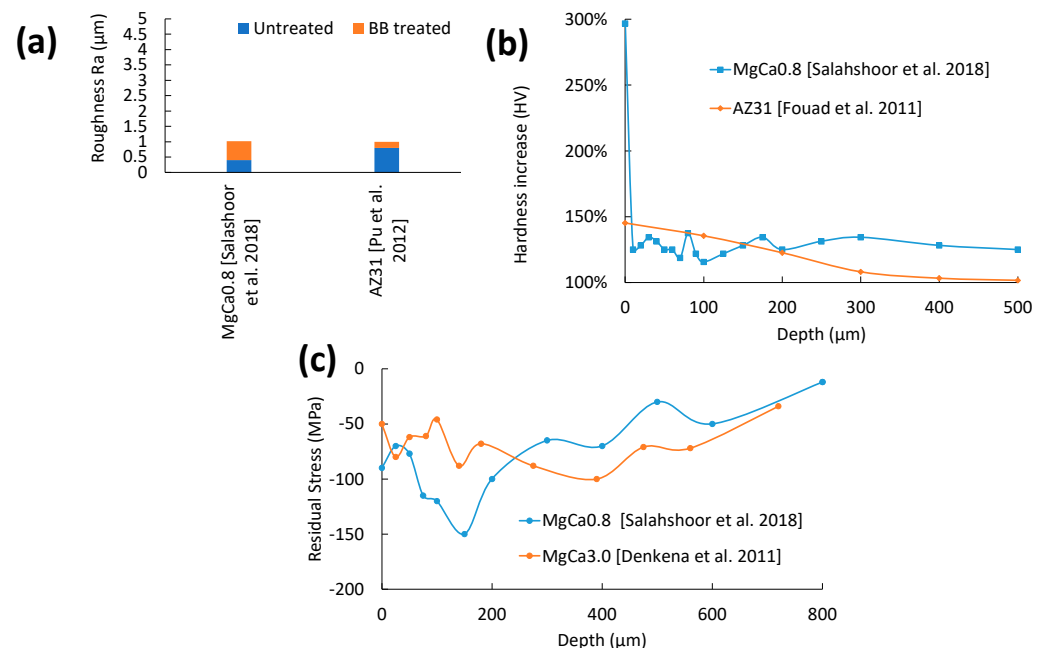 (a)
Untreated
BB treated
Roughness Ra (µm)
5
4.5
4
3.5
3
2.5
2
1.5
1
0.5
0
MgCa0.8 [Salashoor
et al. 2018]
AZ31 [Pu et al.
2012]
(b)
MgCa0.8 [Salahshoor et al. 2018]
AZ31 [Fouad et al. 2011]
Hardness increase (HV)
300%
250%
200%
150%
100%
0
100
200
300
400
500
Depth (µm)
(c)
Residual Stress (MPa)
0
-50
-100
-150
-200
MgCa0.8 [Salahshoor et al. 2018]
MgCa3.0 [Denkena et al. 2011]
0
200
400
600
800
Depth (µm)